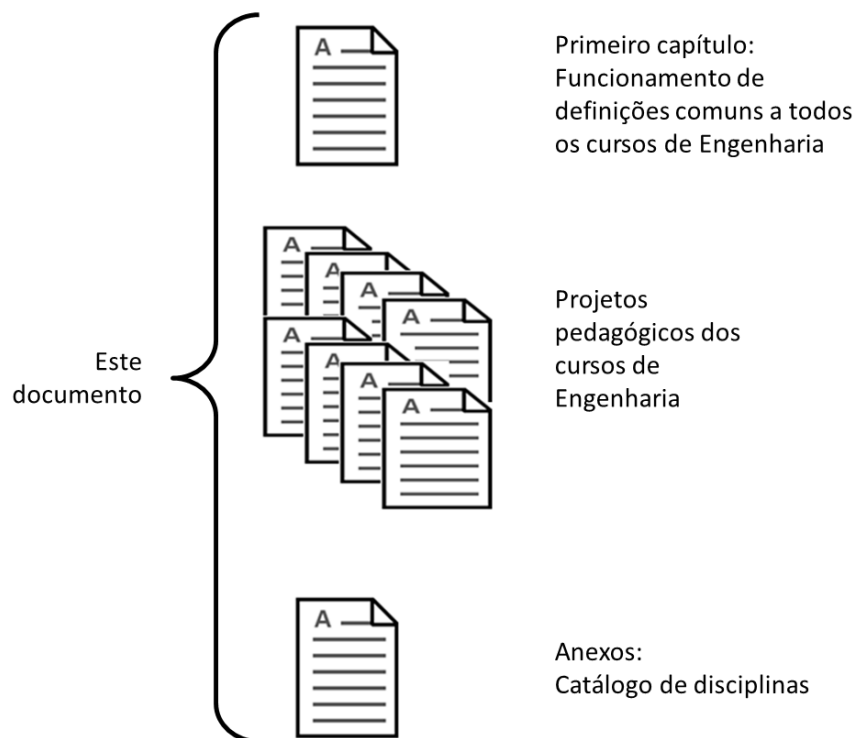 A
Primeiro capítulo:
Funcionamento de
definições comuns a todos
os cursos de Engenharia
A
A
A
A
A
A
A
A
Projetos
pedagógicos dos
cursos de
Engenharia
Este
documento
A
Anexos:
Catálogo de disciplinas